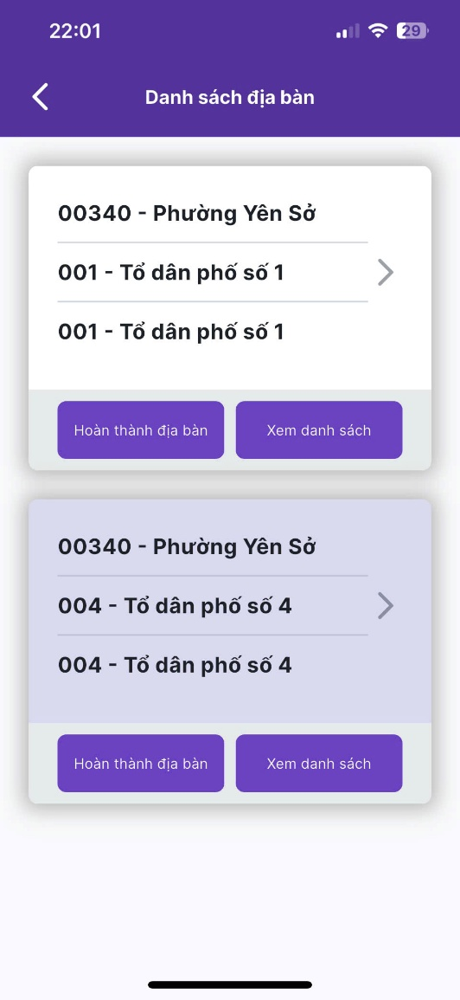 22:01
29
Danh sách địa bàn
00340 - Phường Yên Sở
001 - Tổ dân phố số 1
001 - Tổ dân phố số 1
Hoàn thành địa bàn
Xem danh sách
00340 - Phường Yên Sở
004 - Tổ dân phố số 4
004 - Tổ dân phố số 4
Hoàn thành địa bàn
Xem danh sách